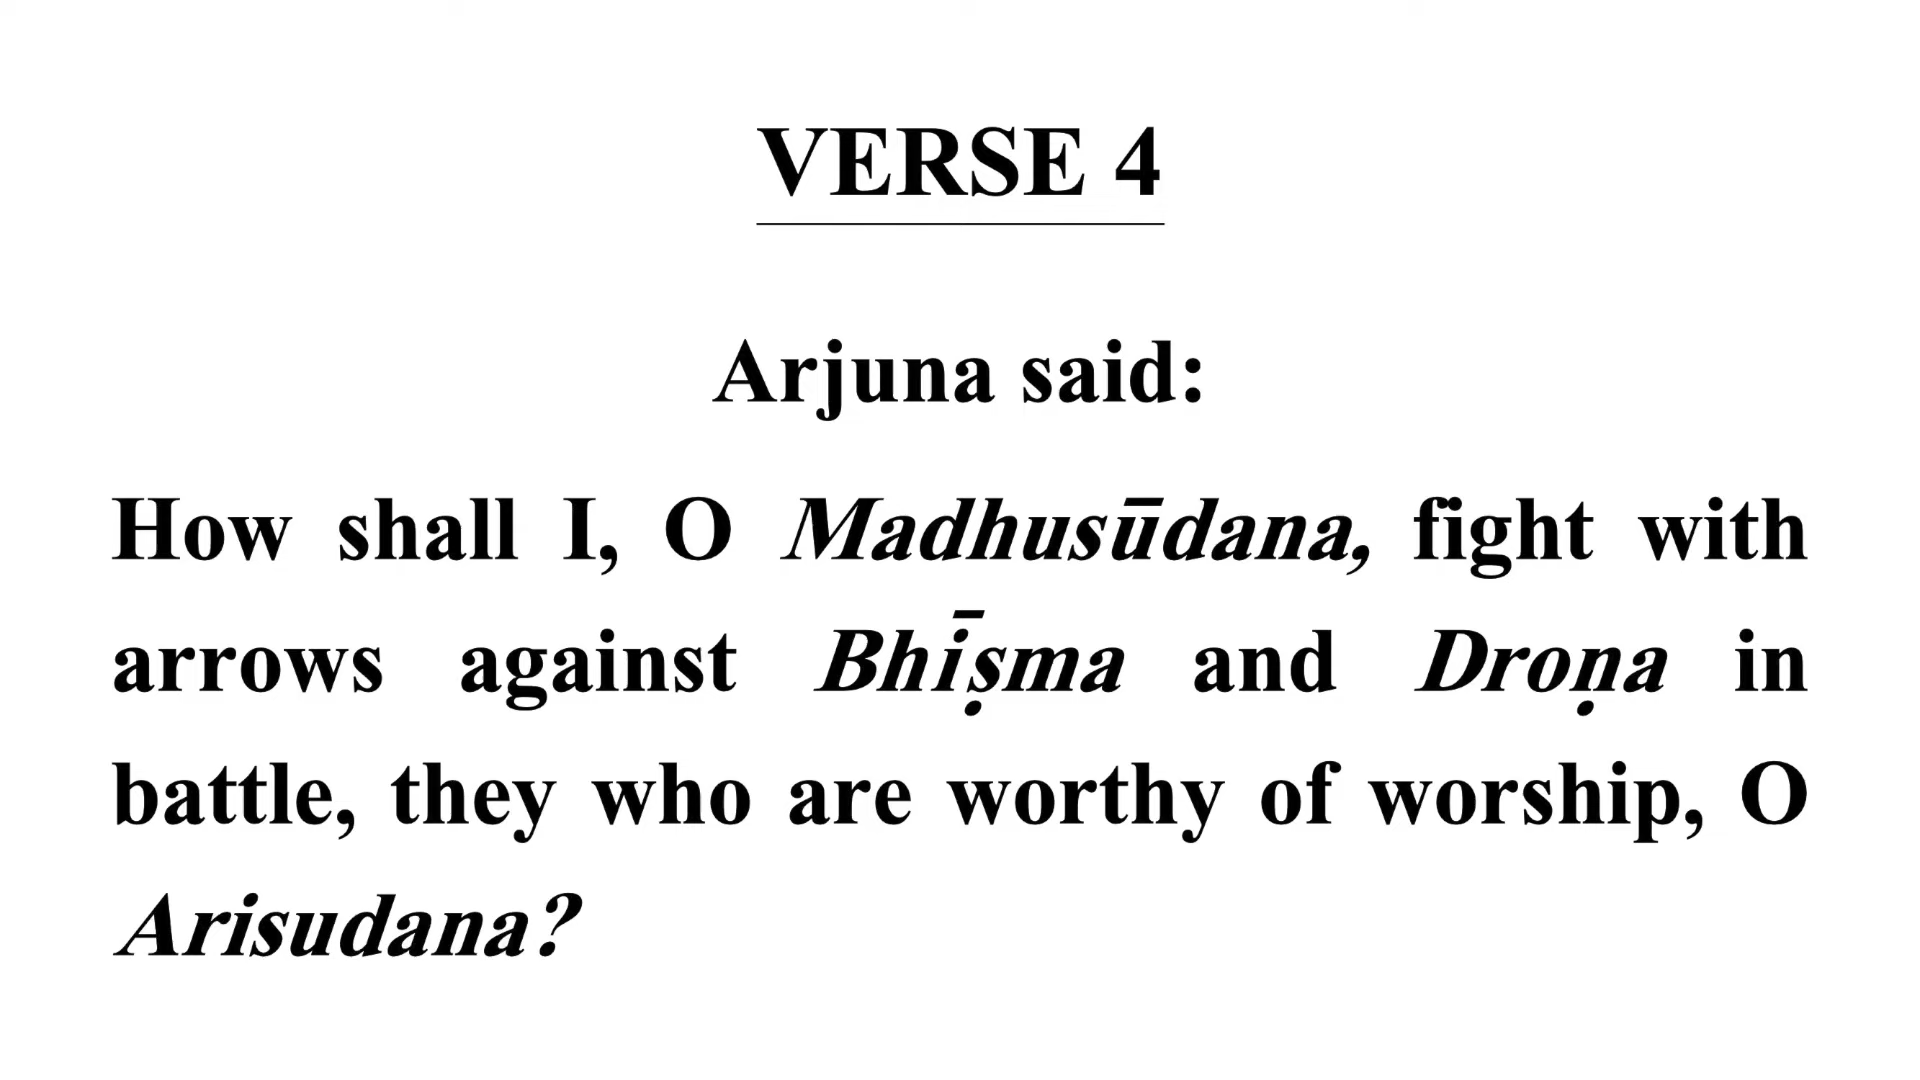 VERSE 4
Arjuna said:
How shall I, O Madhusūdana, fight with
arrows against Bhīṣma and Droṇa in
battle, they who are worthy of worship, O
Arisudana?